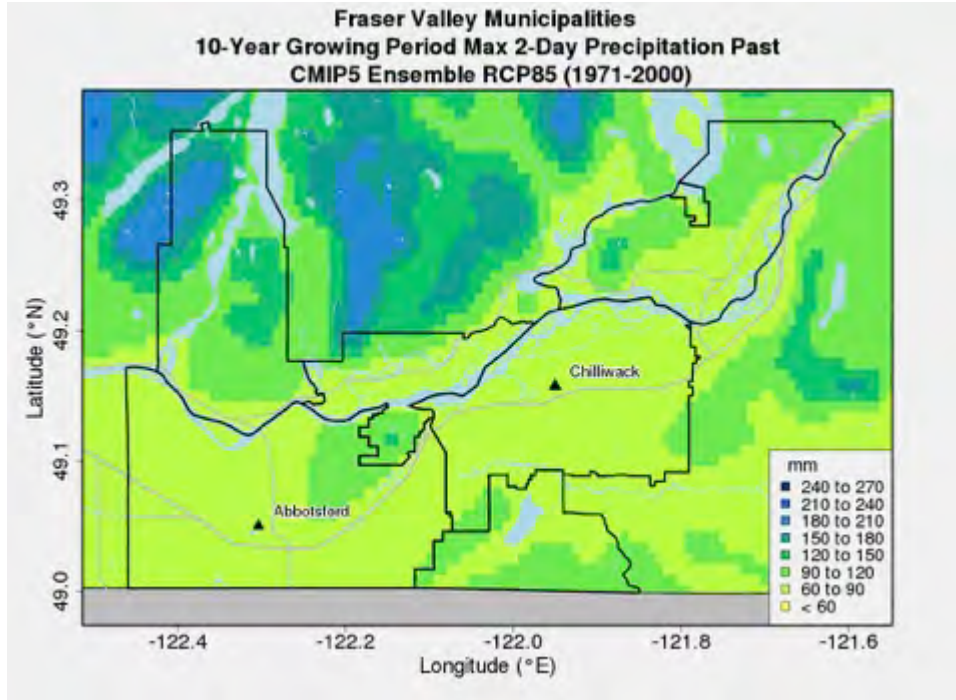 Fraser Valley Municipalities
10-Year Growing Period Max 2-Day Precipitation Past
CMIP5 Ensemble RCP85 (1971-2000)
Latitude (°N)
49.3
49.2
49.1
49.0
Chilliwack
Abbotsford
mm
240 to 270
210 to 240
180 to 210
150 to 180
120 to 150
90 to 120
60 to 90
< 60
-122.4 -122.2 -122.0 -121.8 -121.6
Longitude (°E)